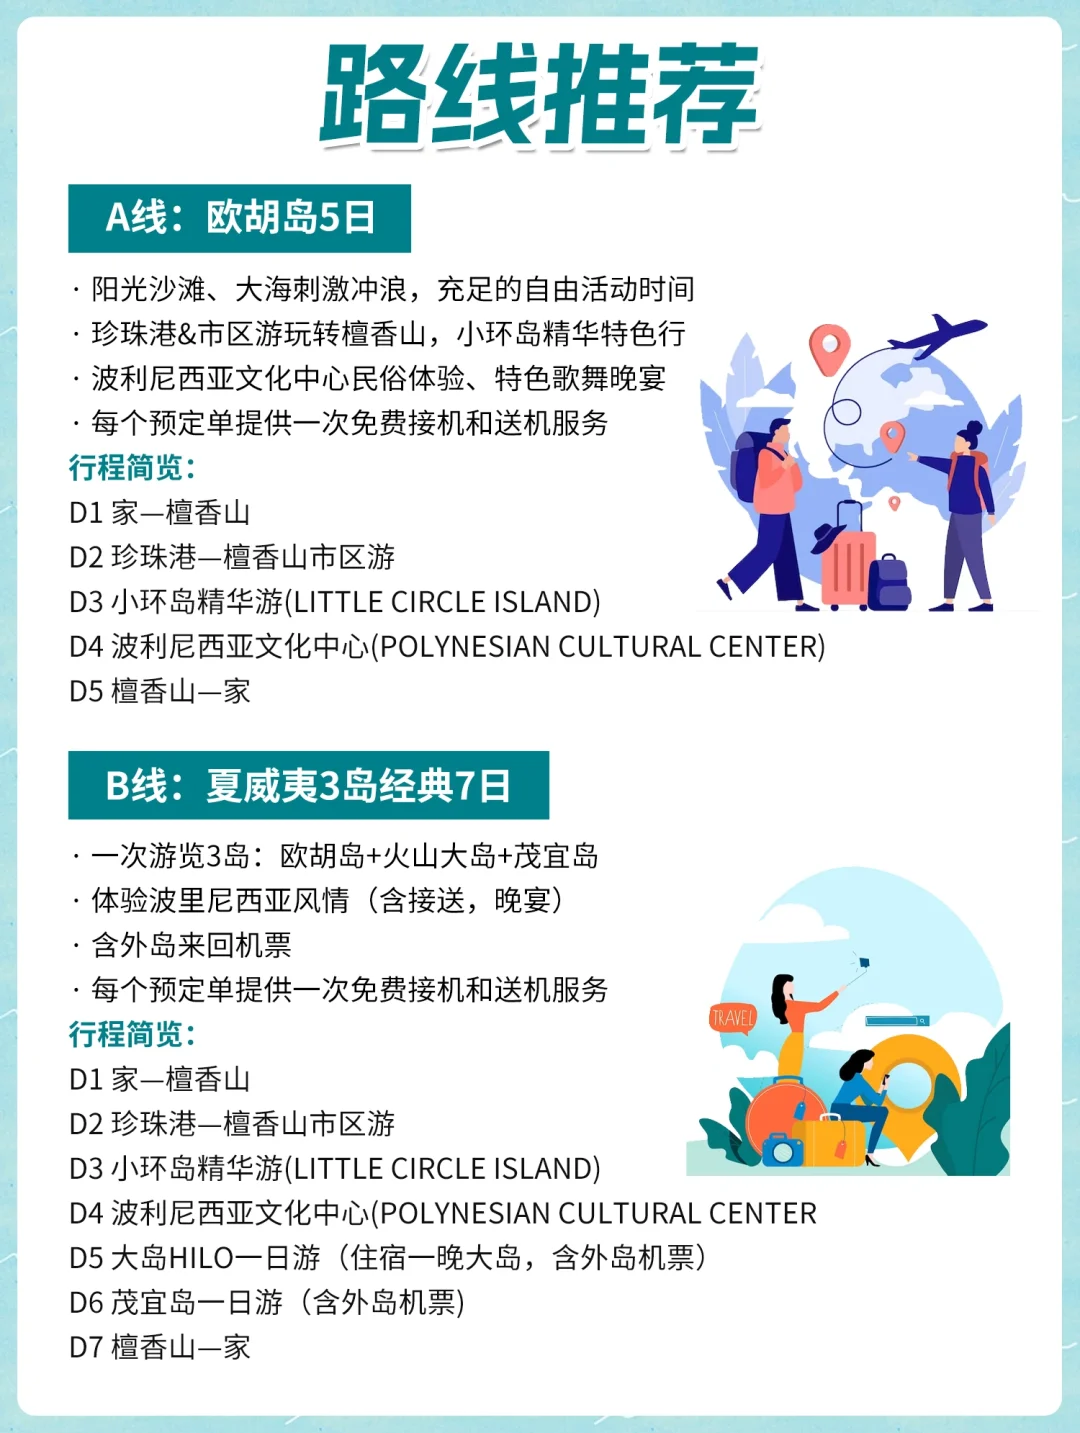 路线推荐
A线：欧胡岛5日
· 阳光沙滩、大海刺激冲浪，充足的自由活动时间
· 珍珠港&市区游玩转檀香山，小环岛精华特色行
· 波利尼西亚文化中心民俗体验、特色歌舞晚宴
· 每个预定单提供一次免费接机和送机服务
行程简览：
D1 家—檀香山
D2 珍珠港—檀香山市区游
D3 小环岛精华游(LITTLE CIRCLE ISLAND)
D4 波利尼西亚文化中心(POLYNESIAN CULTURAL CENTER)
D5 檀香山—家
B线：夏威夷3岛经典7日
· 一次游览3岛：欧胡岛+火山大岛+茂宜岛
· 体验波里尼西亚风情（含接送，晚宴）
· 含外岛来回机票
· 每个预定单提供一次免费接机和送机服务
TRAVEL
行程简览：
D1 家—檀香山
D2 珍珠港—檀香山市区游
D3 小环岛精华游(LITTLE CIRCLE ISLAND)
D4 波利尼西亚文化中心(POLYNESIAN CULTURAL CENTER
D5 大岛HILO一日游（住宿一晚大岛，含外岛机票）
D6 茂宜岛一日游（含外岛机票)
D7 檀香山—家